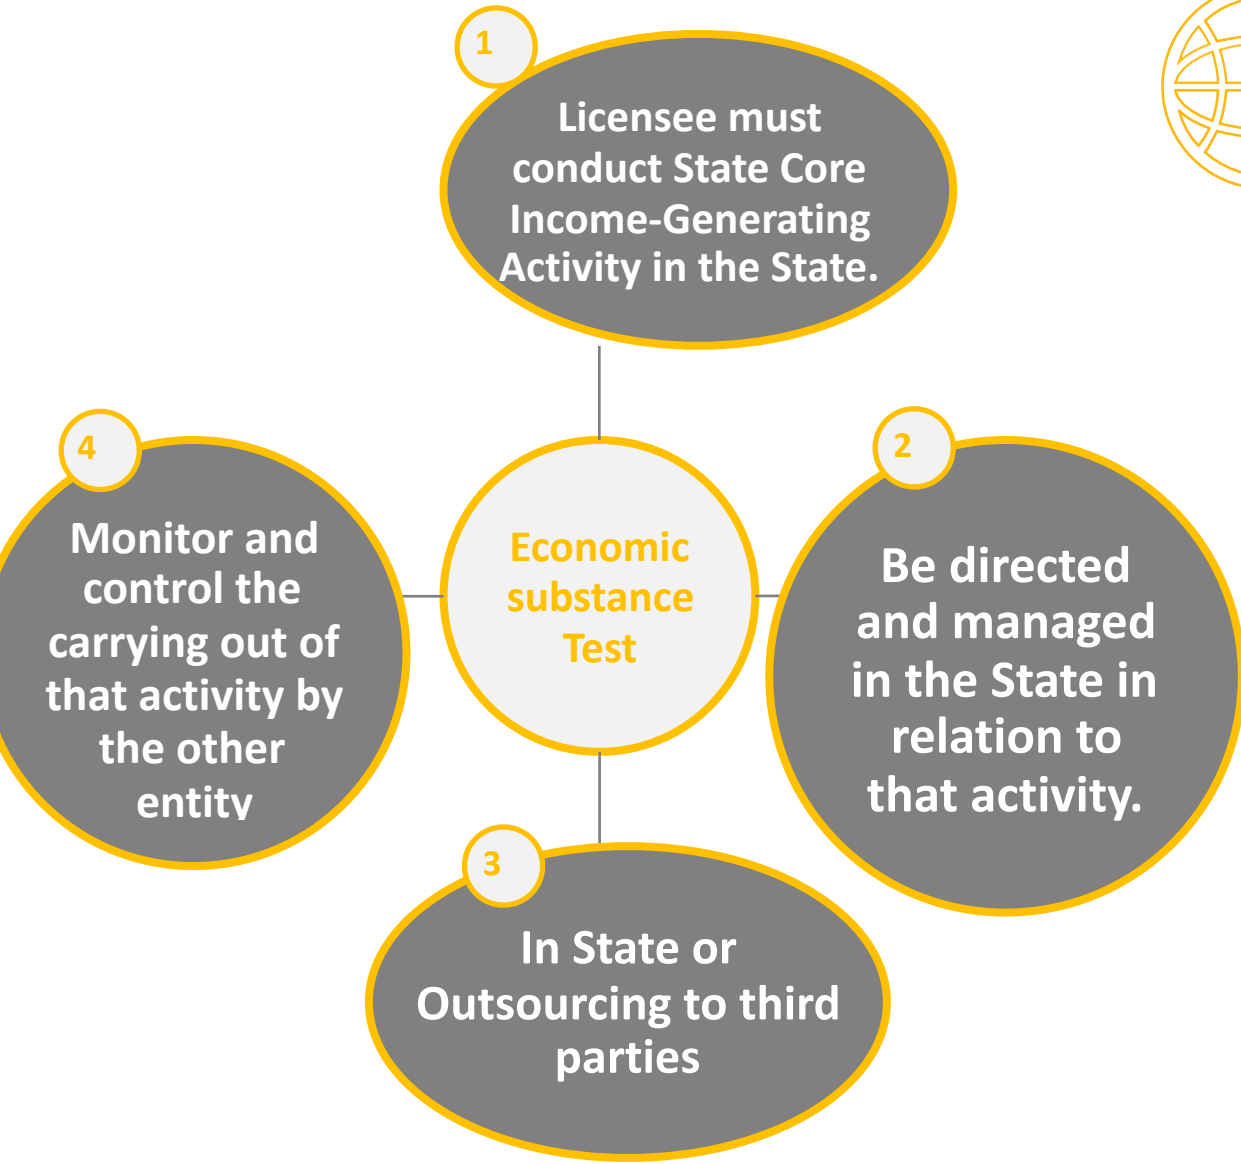 1
Licensee must
conduct State Core
Income-Generating
Activity in the State.
2
Be directed
and managed
in the State in
relation to
that activity.
3
In State or
Outsourcing to third
parties
4
Monitor and
control the
carrying out of
that activity by
the other
entity
Economic
substance
Test